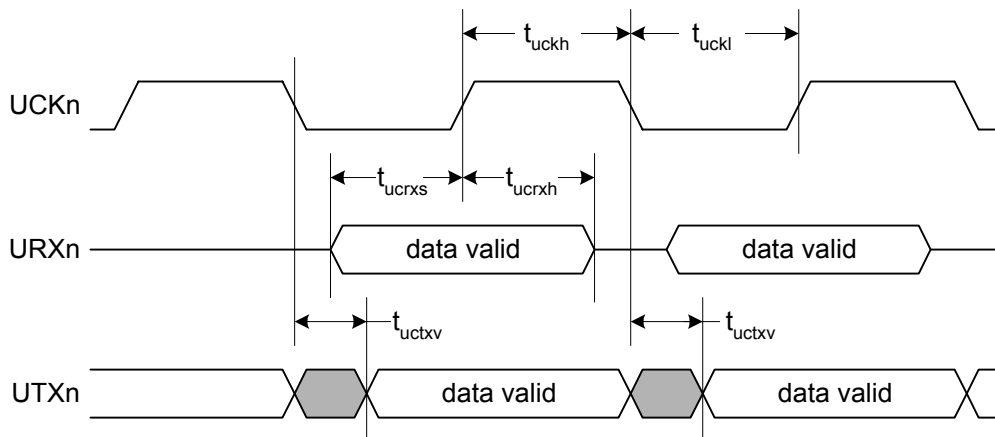 t_uckh t_uckl
UCKn
t_ucrxs t_ucrxh
URXn data valid data valid
t_uctxv t_uctxv
UTXn data valid data valid